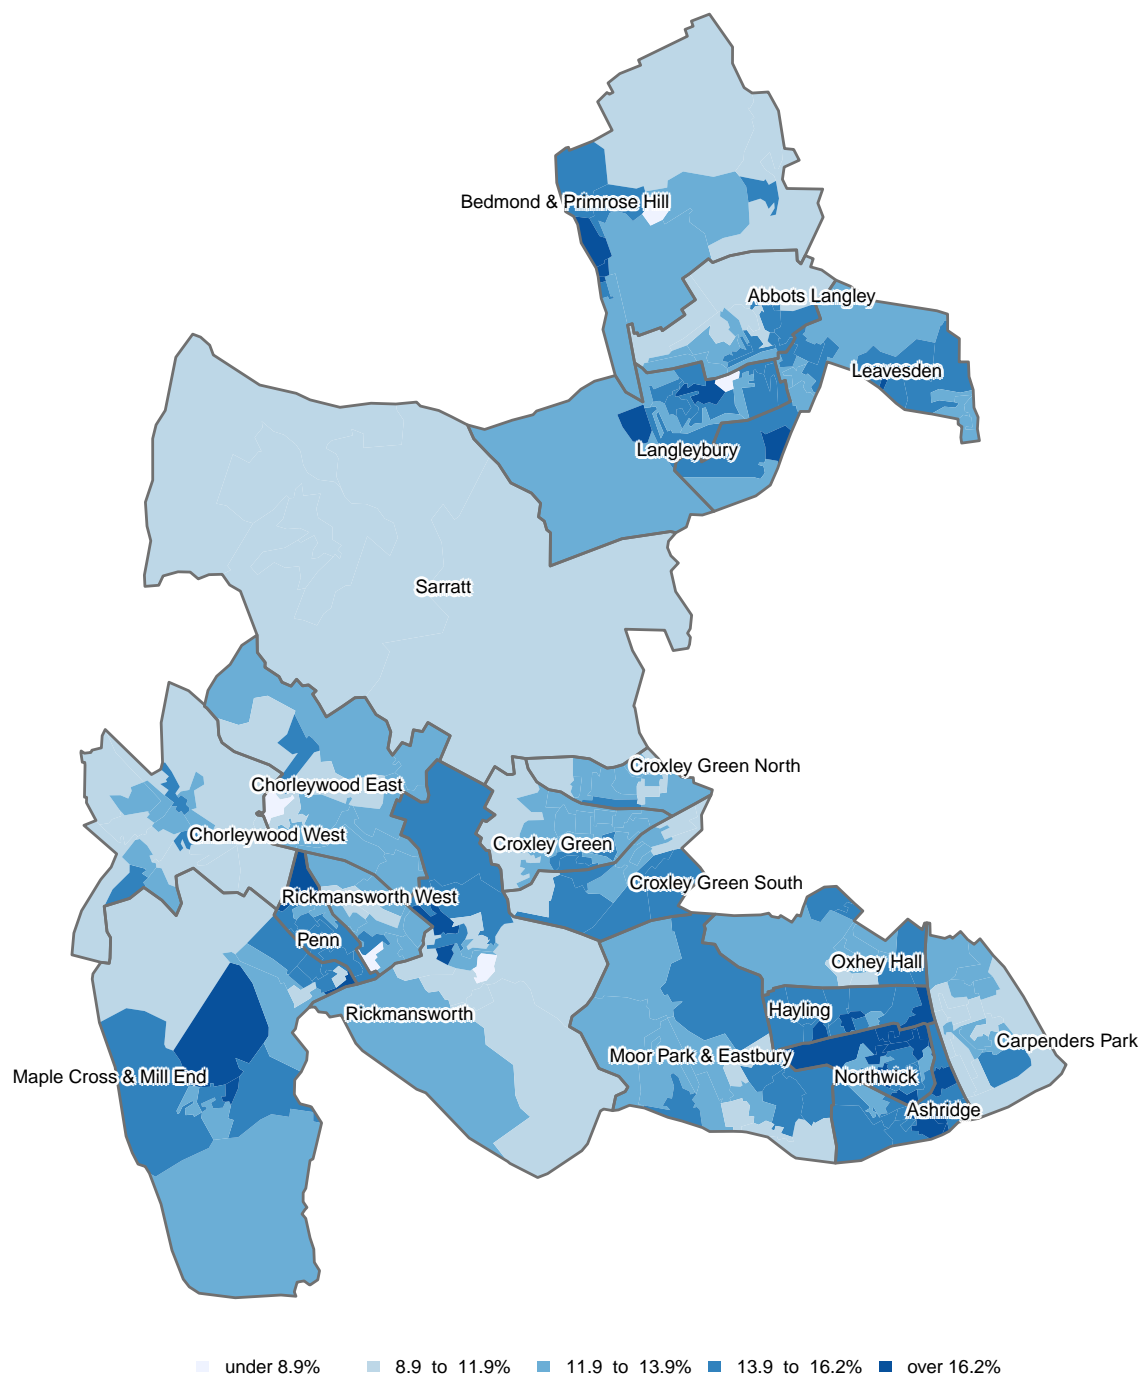 Bedmond & Primrose Hill
Abbots Langley
Leavesden
Langleybury
Sarratt
Croxley Green North
Chorleywood East
Chorleywood West
Croxley Green
Croxley Green South
Rickmansworth West
Penn
Oxhey Hall
Hayling
Rickmansworth
Carpenders Park
Moor Park & Eastbury
Maple Cross & Mill End
Northwick
Ashridge
under 8.9% 8.9 to 11.9% 11.9 to 13.9% 13.9 to 16.2% over 16.2%